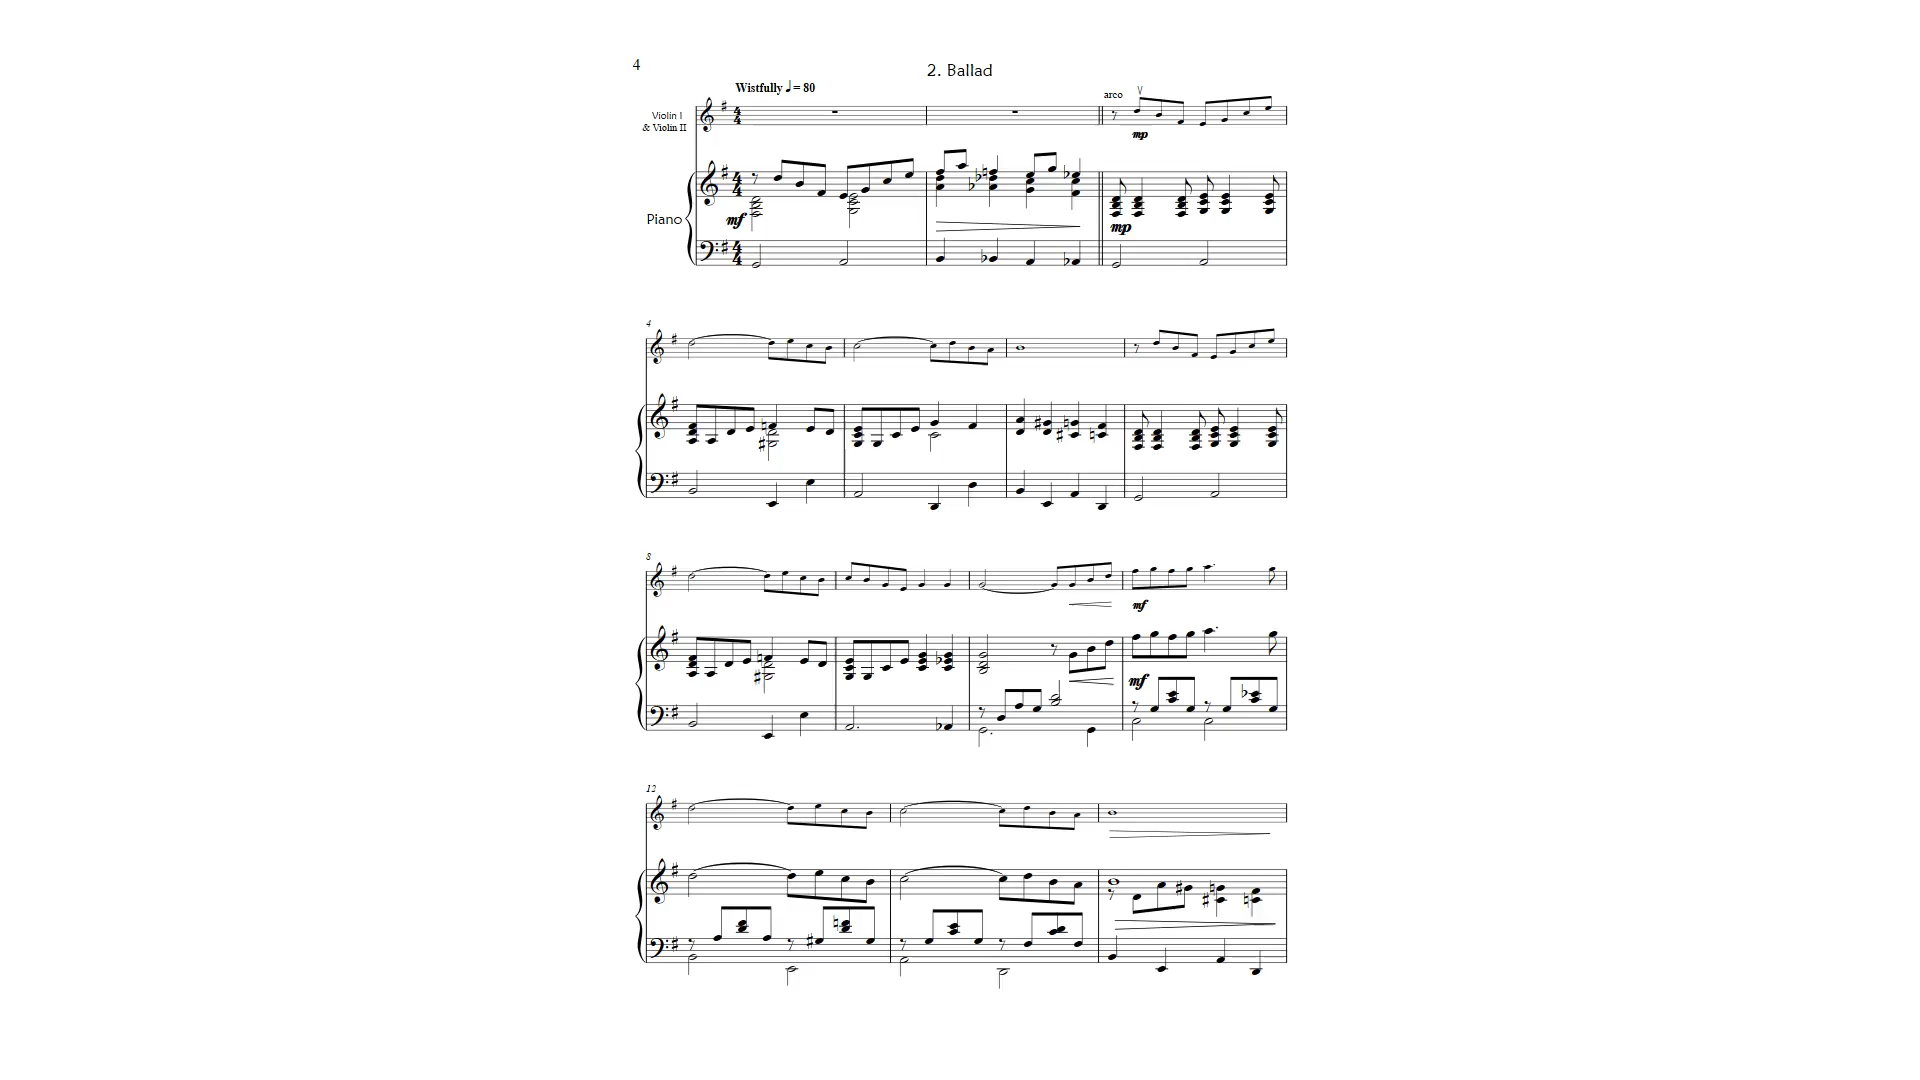 4
2. Ballad
Wistfully ♩= 80
arco
Violin I
& Violin II
mp
Piano
mf
mp
4
8
mf
mf
12